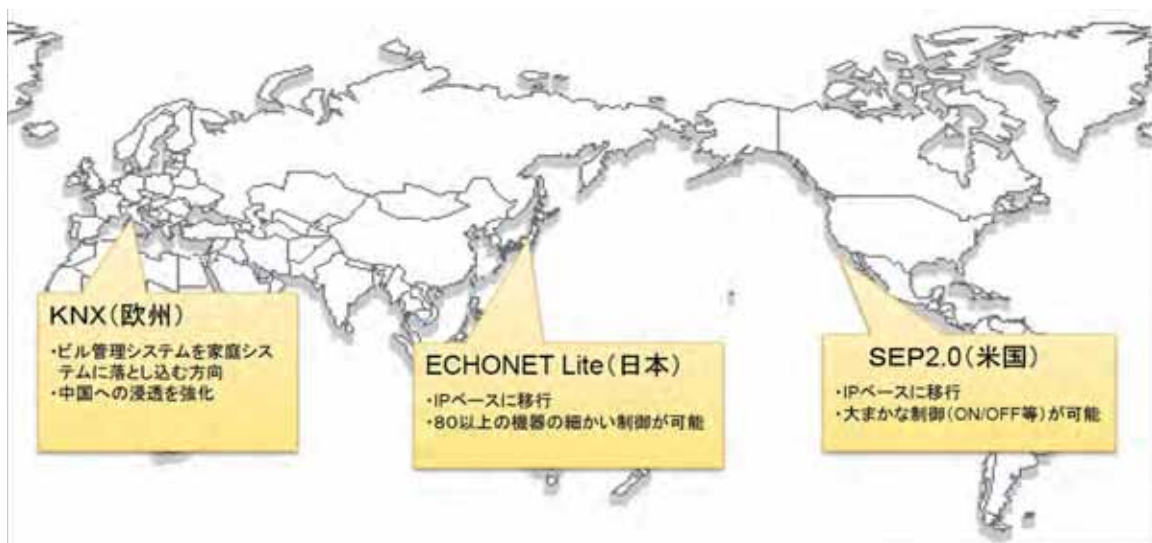 KNX（欧州）
・ビル管理システムを家庭シス
テムに落とし込む方向
・中国への浸透を強化
ECHONET Lite（日本）
・IPベースに移行
・80以上の機器の細かい制御が可能
SEP2.0（米国）
・IPベースに移行
・大まかな制御（ON/OFF等）が可能